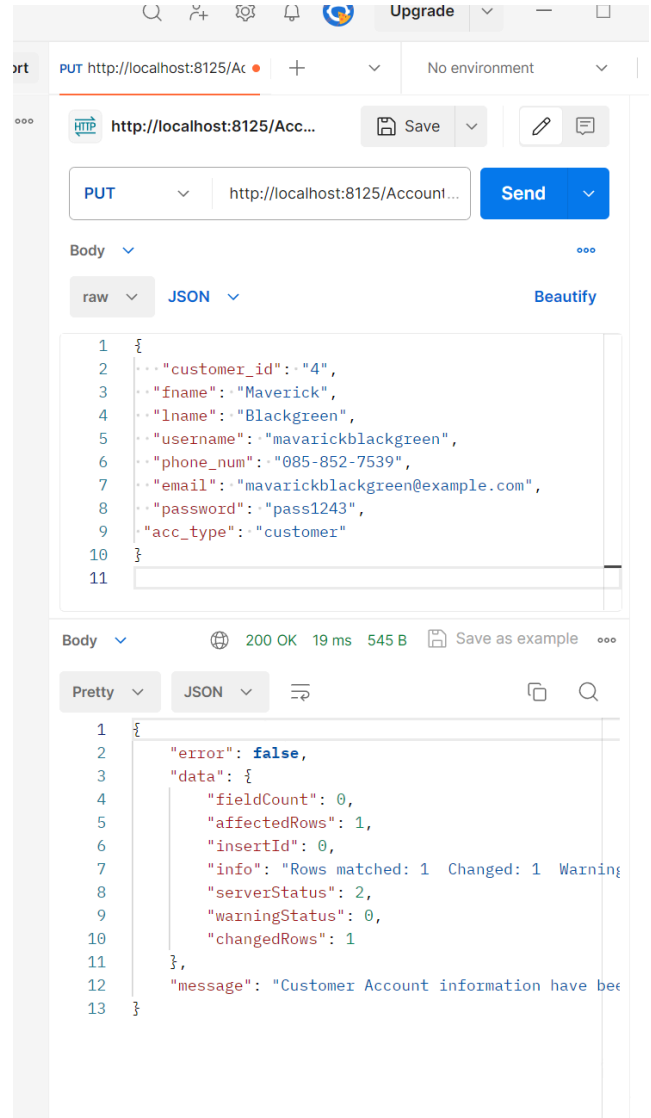 Upgrade
ort
PUT http://localhost:8125/Ac
No environment
HTTP http://localhost:8125/Acc...
Save
PUT
http://localhost:8125/Account...
Send
Body
raw
JSON
Beautify
1 {
2 "customer_id": "4",
3 "fname": "Maverick",
4 "lname": "Blackgreen",
5 "username": "mavarickblackgreen",
6 "phone_num": "085-852-7539",
7 "email": "mavarickblackgreen@example.com",
8 "password": "pass1243",
9 "acc_type": "customer"
10 }
11
Body
200 OK 19 ms 545 B
Save as example
Pretty
JSON
1 {
2 "error": false,
3 "data": {
4 "fieldCount": 0,
5 "affectedRows": 1,
6 "insertId": 0,
7 "info": "Rows matched: 1 Changed: 1 Warning
8 "serverStatus": 2,
9 "warningStatus": 0,
10 "changedRows": 1
11 },
12 "message": "Customer Account information have bee
13 }